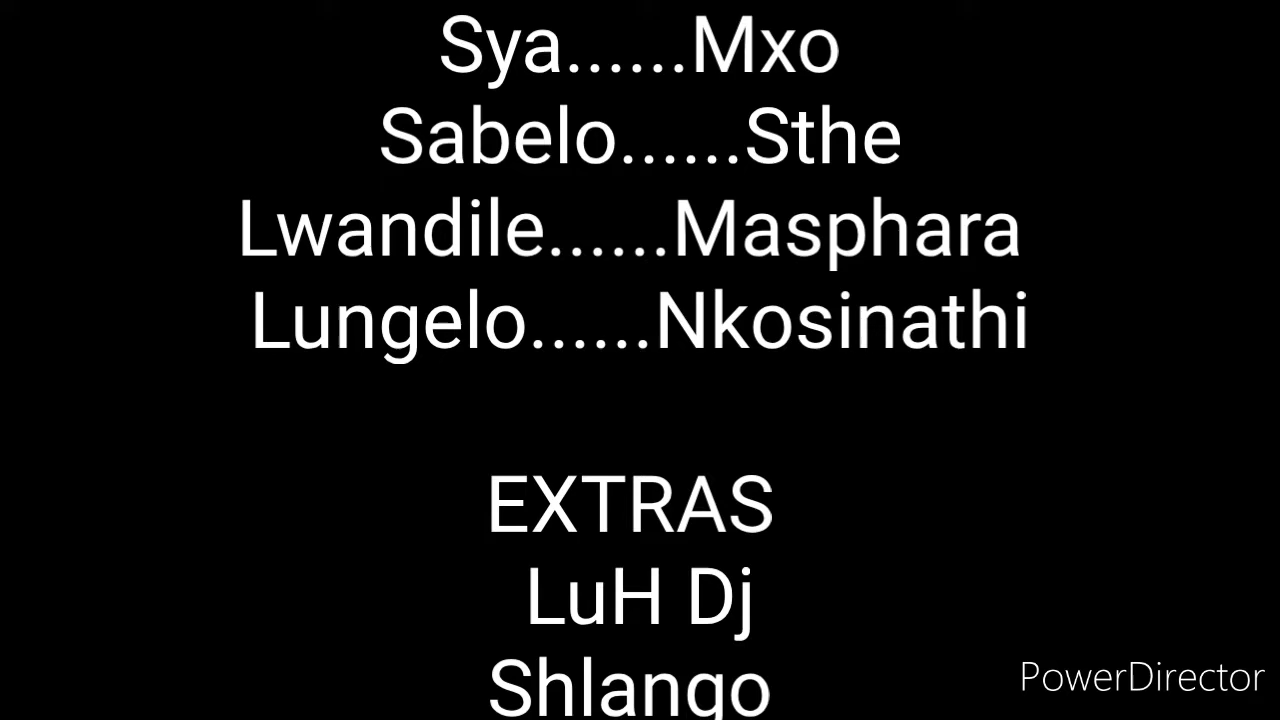 Sya......Mxo
Sabelo......Sthe
Lwandile......Masphara
Lungelo......Nkosinathi
EXTRAS
LuH Dj
Shlango
PowerDirector